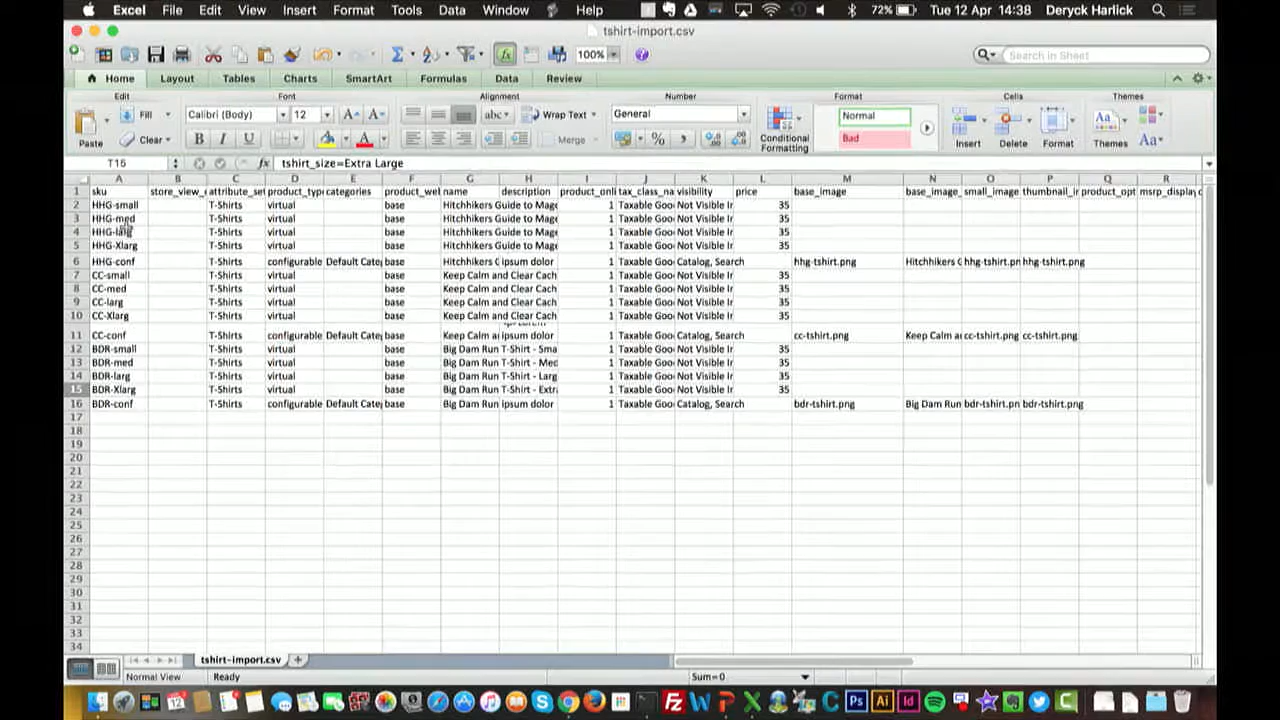 Excel File Edit View Insert Format Tools Data Window Help 72% Tue 12 Apr 14:38 Deryck Harlick
tshirt-import.csv
100% Search in Sheet
Home Layout Tables Charts SmartArt Formulas Data Review
Edit Font Alignment Number Format Cells Themes
Fill Calibri (Body) 12 abc Wrap Text General Normal
Paste Clear B I U Merge % Conditional Formatting Bad Insert Delete Format Themes Aa
T15 fx tshirt_size=Extra Large
A B C D E F G H I J K L M N O P Q R
1 sku store_view_ attribute_se product_type categories product_wel name description product_onli tax_class_na visibility price base_image base_image_ small_image thumbnail_ir product_opt msrp_display
2 HHG-small T-Shirts virtual base Hitchhikers Guide to Mage 1 Taxable Goo Not Visible Ir 35
3 HHG-med T-Shirts virtual base Hitchhikers Guide to Mage 1 Taxable Goo Not Visible Ir 35
4 HHG-larg T-Shirts virtual base Hitchhikers Guide to Mage 1 Taxable Goo Not Visible Ir 35
5 HHG-Xlarg T-Shirts virtual base Hitchhikers Guide to Mage 1 Taxable Goo Not Visible Ir 35
6 HHG-conf T-Shirts configurable Default Cate base Hitchhikers G ipsum dolor 1 Taxable Goo Catalog, Search hhg-tshirt.png Hitchhikers G hhg-tshirt.pn hhg-tshirt.png
7 CC-small T-Shirts virtual base Keep Calm and Clear Cach 1 Taxable Goo Not Visible Ir 35
8 CC-med T-Shirts virtual base Keep Calm and Clear Cach 1 Taxable Goo Not Visible Ir 35
9 CC-larg T-Shirts virtual base Keep Calm and Clear Cach 1 Taxable Goo Not Visible Ir 35
10 CC-Xlarg T-Shirts virtual base Keep Calm and Clear Cach 1 Taxable Goo Not Visible Ir 35
11 CC-conf T-Shirts configurable Default Cate base Keep Calm a ipsum dolor 1 Taxable Goo Catalog, Search cc-tshirt.png Keep Calm a cc-tshirt.png cc-tshirt.png
12 BDR-small T-Shirts virtual base Big Dam Run T-Shirt - Sma 1 Taxable Goo Not Visible Ir 35
13 BDR-med T-Shirts virtual base Big Dam Run T-Shirt - Med 1 Taxable Goo Not Visible Ir 35
14 BDR-larg T-Shirts virtual base Big Dam Run T-Shirt - Larg 1 Taxable Goo Not Visible Ir 35
15 BDR-Xlarg T-Shirts virtual base Big Dam Run T-Shirt - Extr 1 Taxable Goo Not Visible Ir 35
16 BDR-conf T-Shirts configurable Default Cate base Big Dam Run ipsum dolor 1 Taxable Goo Catalog, Search bdr-tshirt.png Big Dam Run bdr-tshirt.pn bdr-tshirt.png
17
18
19
20
21
22
23
24
25
26
27
28
29
30
31
32
33
34
tshirt-import.csv
Normal View Ready Sum=0
12 Fz W P X C Ps Ai Id